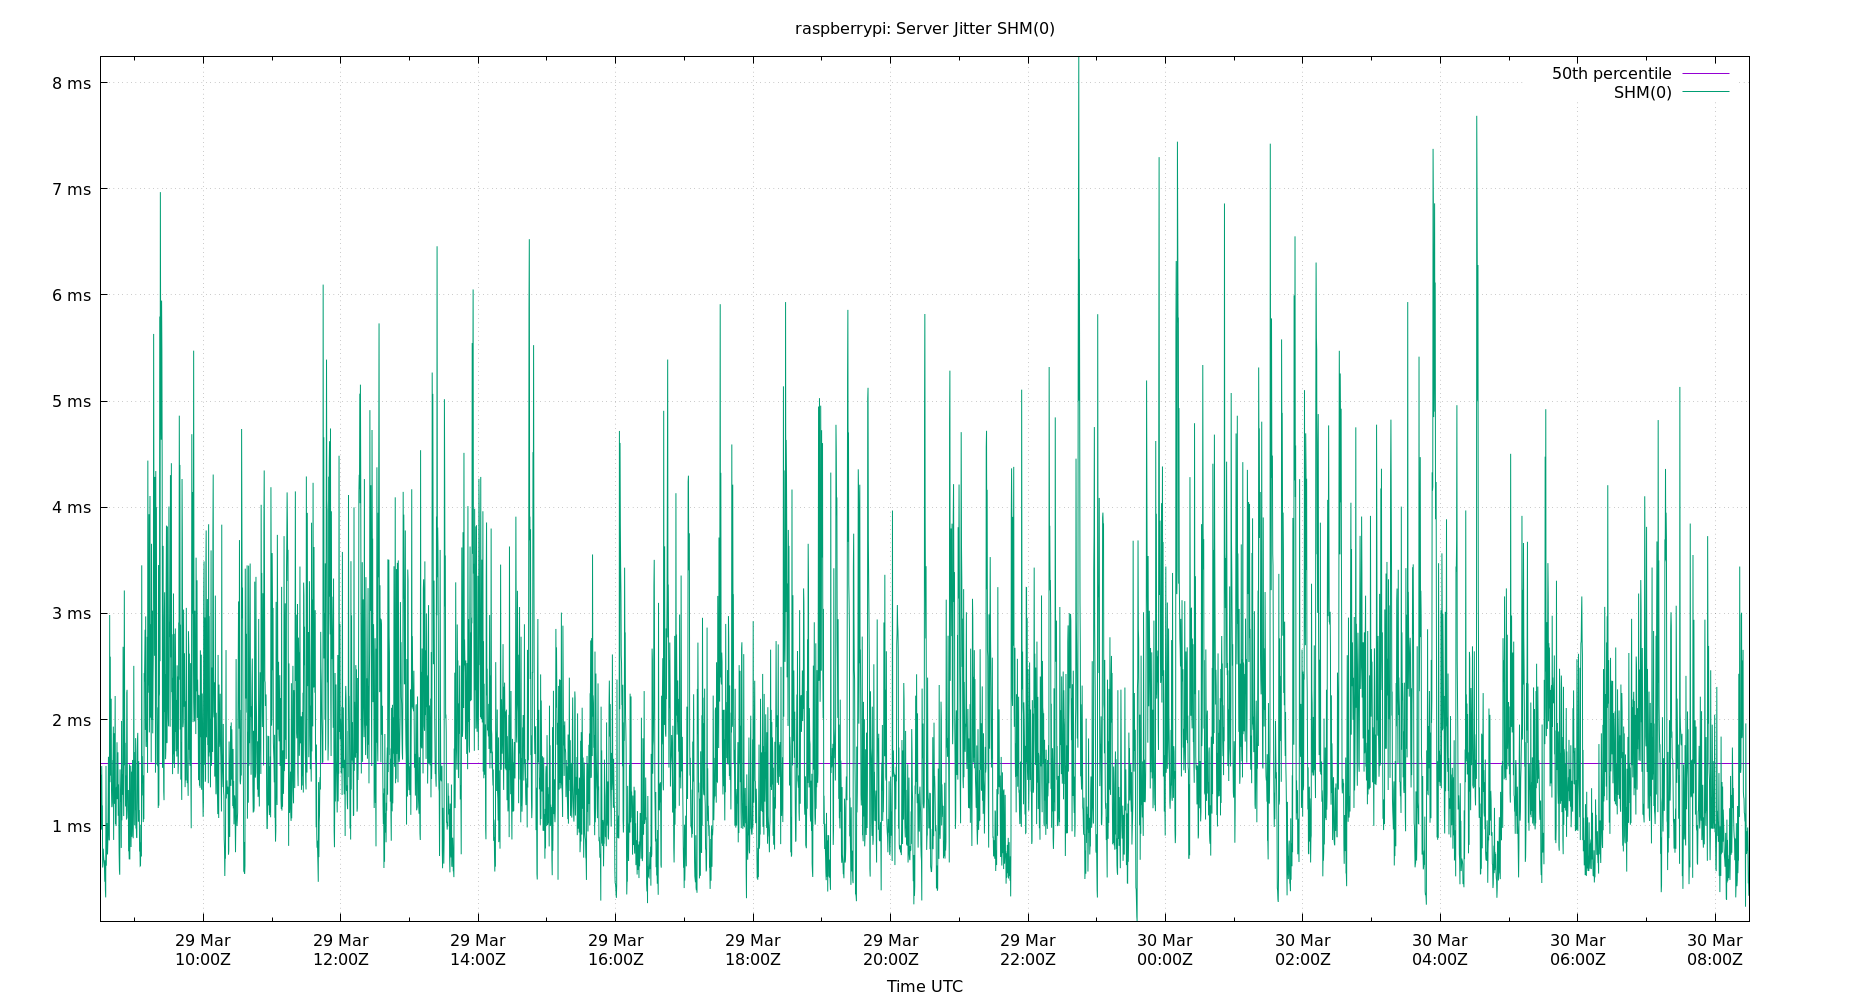 raspberrypi: Server Jitter SHM(0)
50th percentile
SHM(0)
8 ms
7 ms
6 ms
5 ms
4 ms
3 ms
2 ms
1 ms
29 Mar 29 Mar 29 Mar 29 Mar 29 Mar 29 Mar 29 Mar 30 Mar 30 Mar 30 Mar 30 Mar 30 Mar
10:00Z 12:00Z 14:00Z 16:00Z 18:00Z 20:00Z 22:00Z 00:00Z 02:00Z 04:00Z 06:00Z 08:00Z
Time UTC